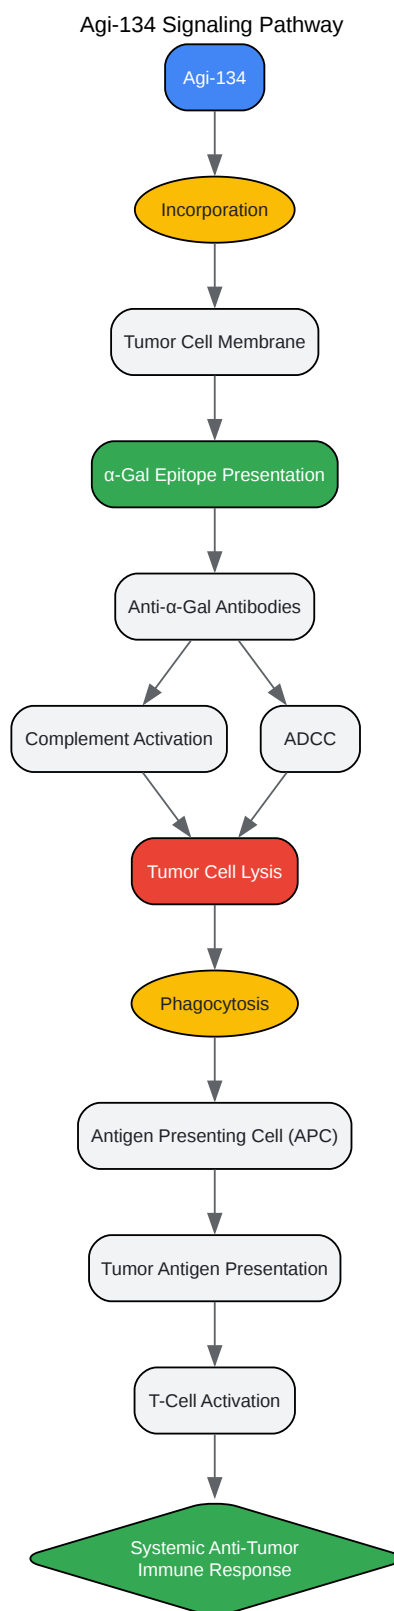 Agi-134 Signaling Pathway
Agi-134
Incorporation
Tumor Cell Membrane
α-Gal Epitope Presentation
Anti-α-Gal Antibodies
Complement Activation
ADCC
Tumor Cell Lysis
Phagocytosis
Antigen Presenting Cell (APC)
Tumor Antigen Presentation
T-Cell Activation
Systemic Anti-Tumor
Immune Response